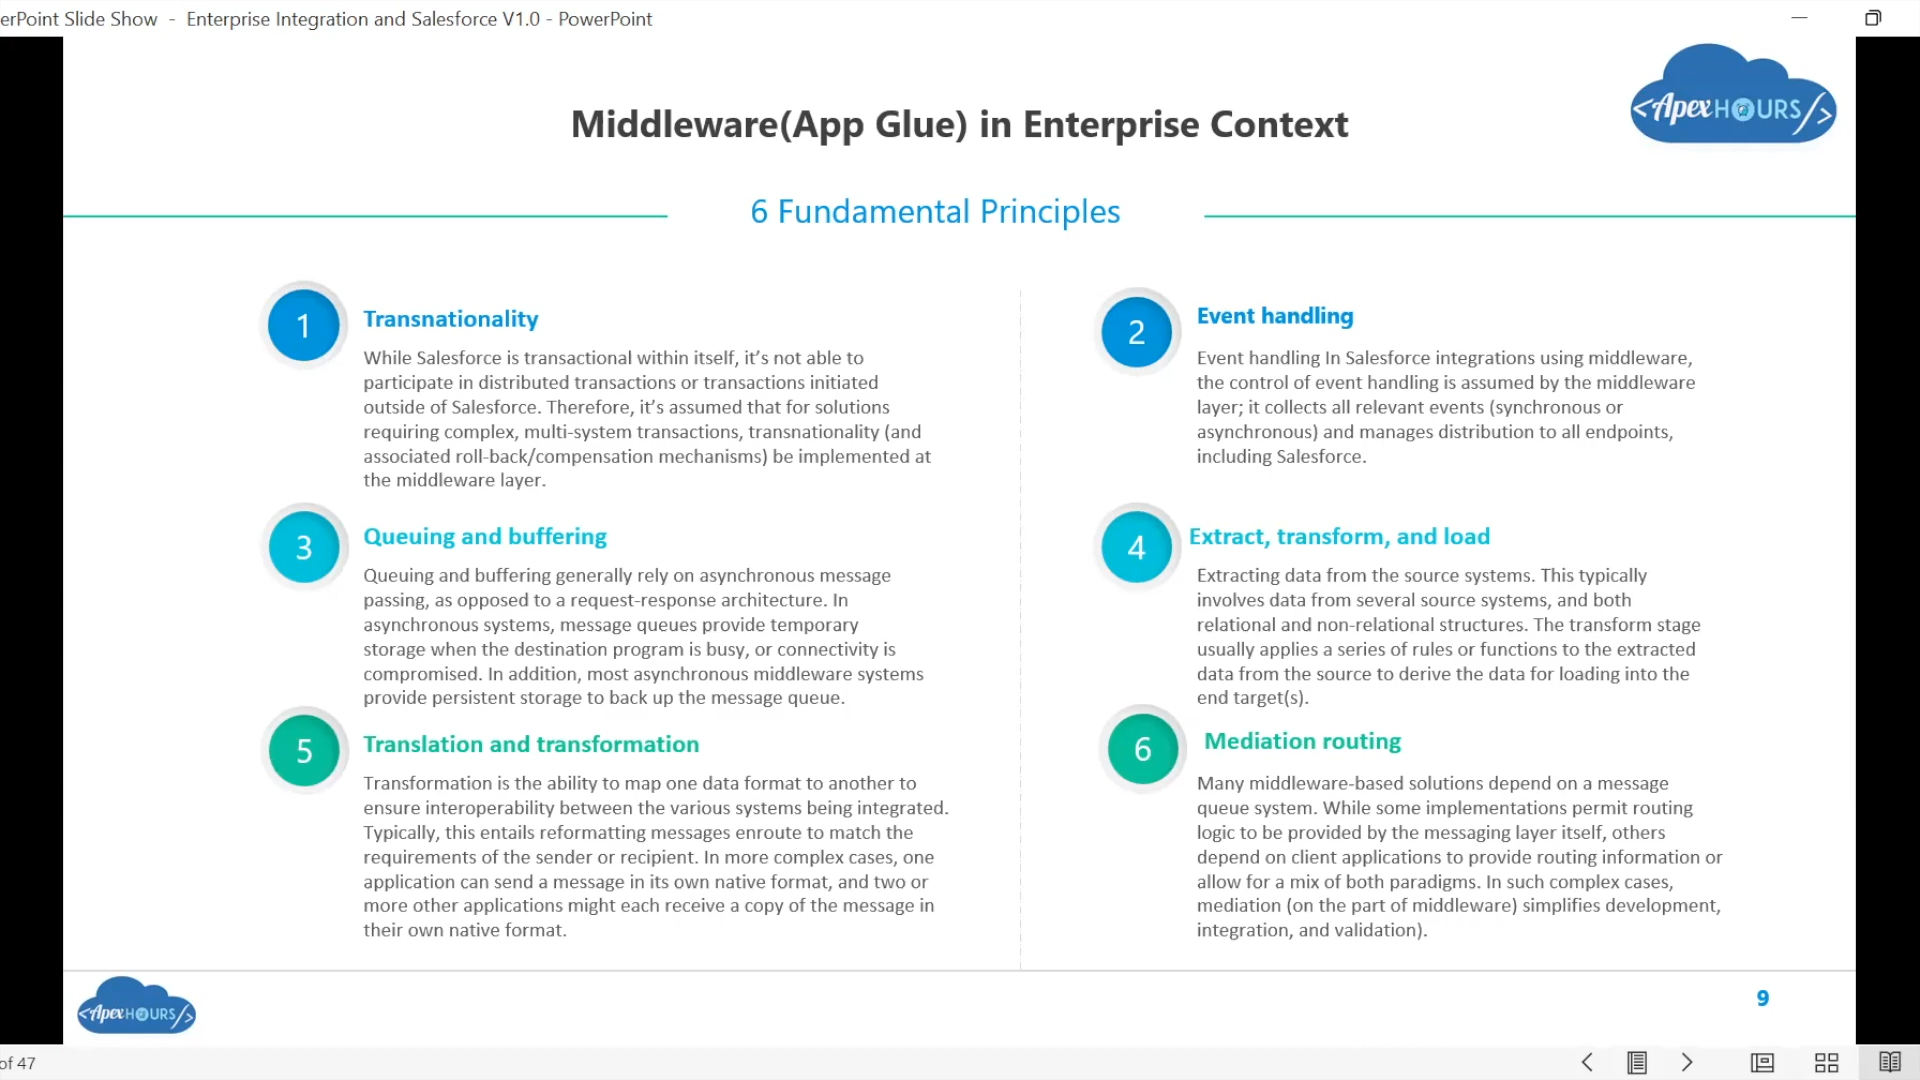 erPoint Slide Show - Enterprise Integration and Salesforce V1.0 - PowerPoint
<ApexHOURS/>
Middleware(App Glue) in Enterprise Context
6 Fundamental Principles
1
Transnationality
While Salesforce is transactional within itself, it’s not able to
participate in distributed transactions or transactions initiated
outside of Salesforce. Therefore, it’s assumed that for solutions
requiring complex, multi-system transactions, transnationality (and
associated roll-back/compensation mechanisms) be implemented at
the middleware layer.
2
Event handling
Event handling In Salesforce integrations using middleware,
the control of event handling is assumed by the middleware
layer; it collects all relevant events (synchronous or
asynchronous) and manages distribution to all endpoints,
including Salesforce.
3
Queuing and buffering
Queuing and buffering generally rely on asynchronous message
passing, as opposed to a request-response architecture. In
asynchronous systems, message queues provide temporary
storage when the destination program is busy, or connectivity is
compromised. In addition, most asynchronous middleware systems
provide persistent storage to back up the message queue.
4
Extract, transform, and load
Extracting data from the source systems. This typically
involves data from several source systems, and both
relational and non-relational structures. The transform stage
usually applies a series of rules or functions to the extracted
data from the source to derive the data for loading into the
end target(s).
5
Translation and transformation
Transformation is the ability to map one data format to another to
ensure interoperability between the various systems being integrated.
Typically, this entails reformatting messages enroute to match the
requirements of the sender or recipient. In more complex cases, one
application can send a message in its own native format, and two or
more other applications might each receive a copy of the message in
their own native format.
6
Mediation routing
Many middleware-based solutions depend on a message
queue system. While some implementations permit routing
logic to be provided by the messaging layer itself, others
depend on client applications to provide routing information or
allow for a mix of both paradigms. In such complex cases,
mediation (on the part of middleware) simplifies development,
integration, and validation).
<ApexHOURS/>
9
of 47